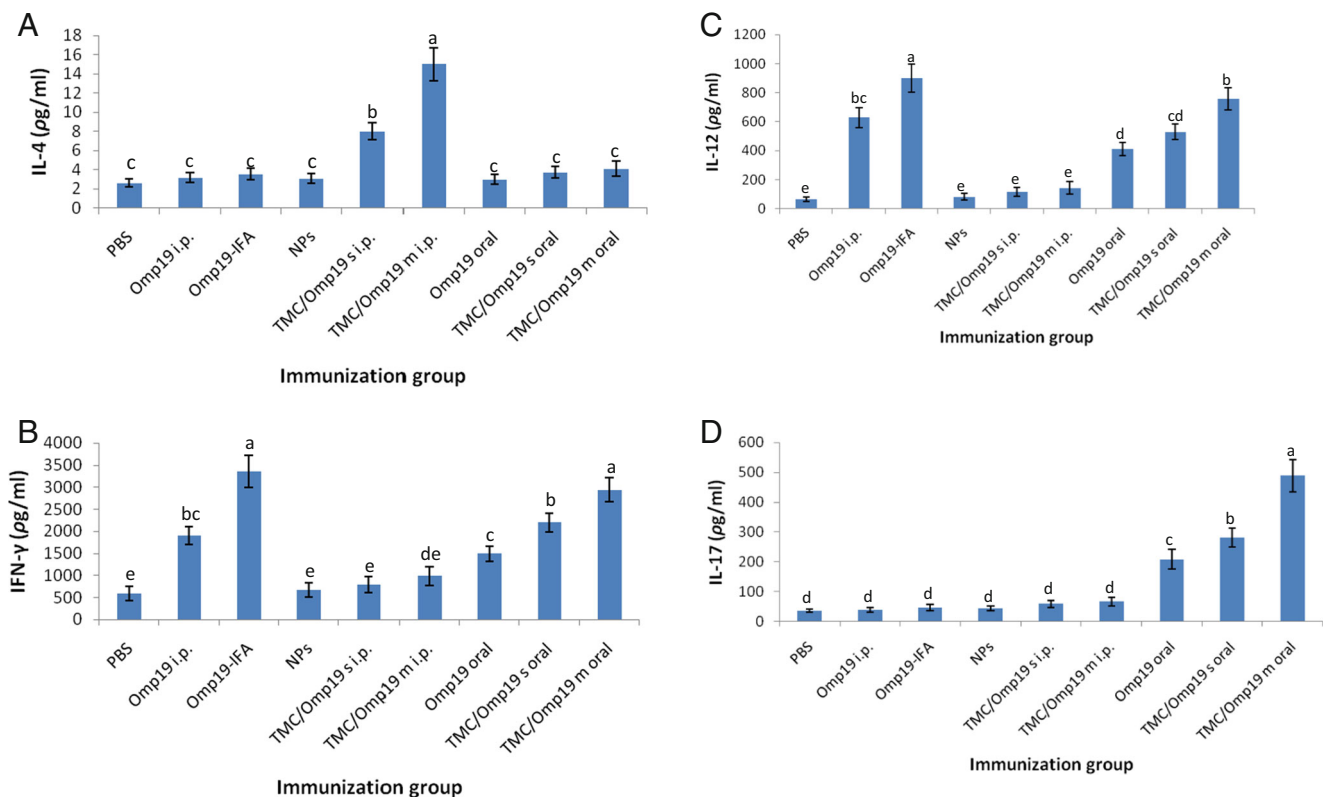 A
IL-4 (ρg/ml)
18
16
14
12
10
8
6
4
2
0
c
c
c
c
b
a
c
c
c
PBS
Omp19 i.p.
Omp19-IFA
NPs
TMC/Omp19 s i.p.
TMC/Omp19 m i.p.
Omp19 oral
TMC/Omp19 s oral
TMC/Omp19 m oral
Immunization group
C
IL-12 (ρg/ml)
1200
1000
800
600
400
200
0
e
bc
a
e
e
e
d
cd
b
PBS
Omp19 i.p.
Omp19-IFA
NPs
TMC/Omp19 s i.p.
TMC/Omp19 m i.p.
Omp19 oral
TMC/Omp19 s oral
TMC/Omp19 m oral
Immunization group
B
IFN-γ (ρg/ml)
4000
3500
3000
2500
2000
1500
1000
500
0
e
bc
a
e
e
de
c
b
a
PBS
Omp19 i.p.
Omp19-IFA
NPs
TMC/Omp19 s i.p.
TMC/Omp19 m i.p.
Omp19 oral
TMC/Omp19 s oral
TMC/Omp19 m oral
Immunization group
D
IL-17 (ρg/ml)
600
500
400
300
200
100
0
d
d
d
d
d
d
c
b
a
PBS
Omp19 i.p.
Omp19-IFA
NPs
TMC/Omp19 s i.p.
TMC/Omp19 m i.p.
Omp19 oral
TMC/Omp19 s oral
TMC/Omp19 m oral
Immunization group